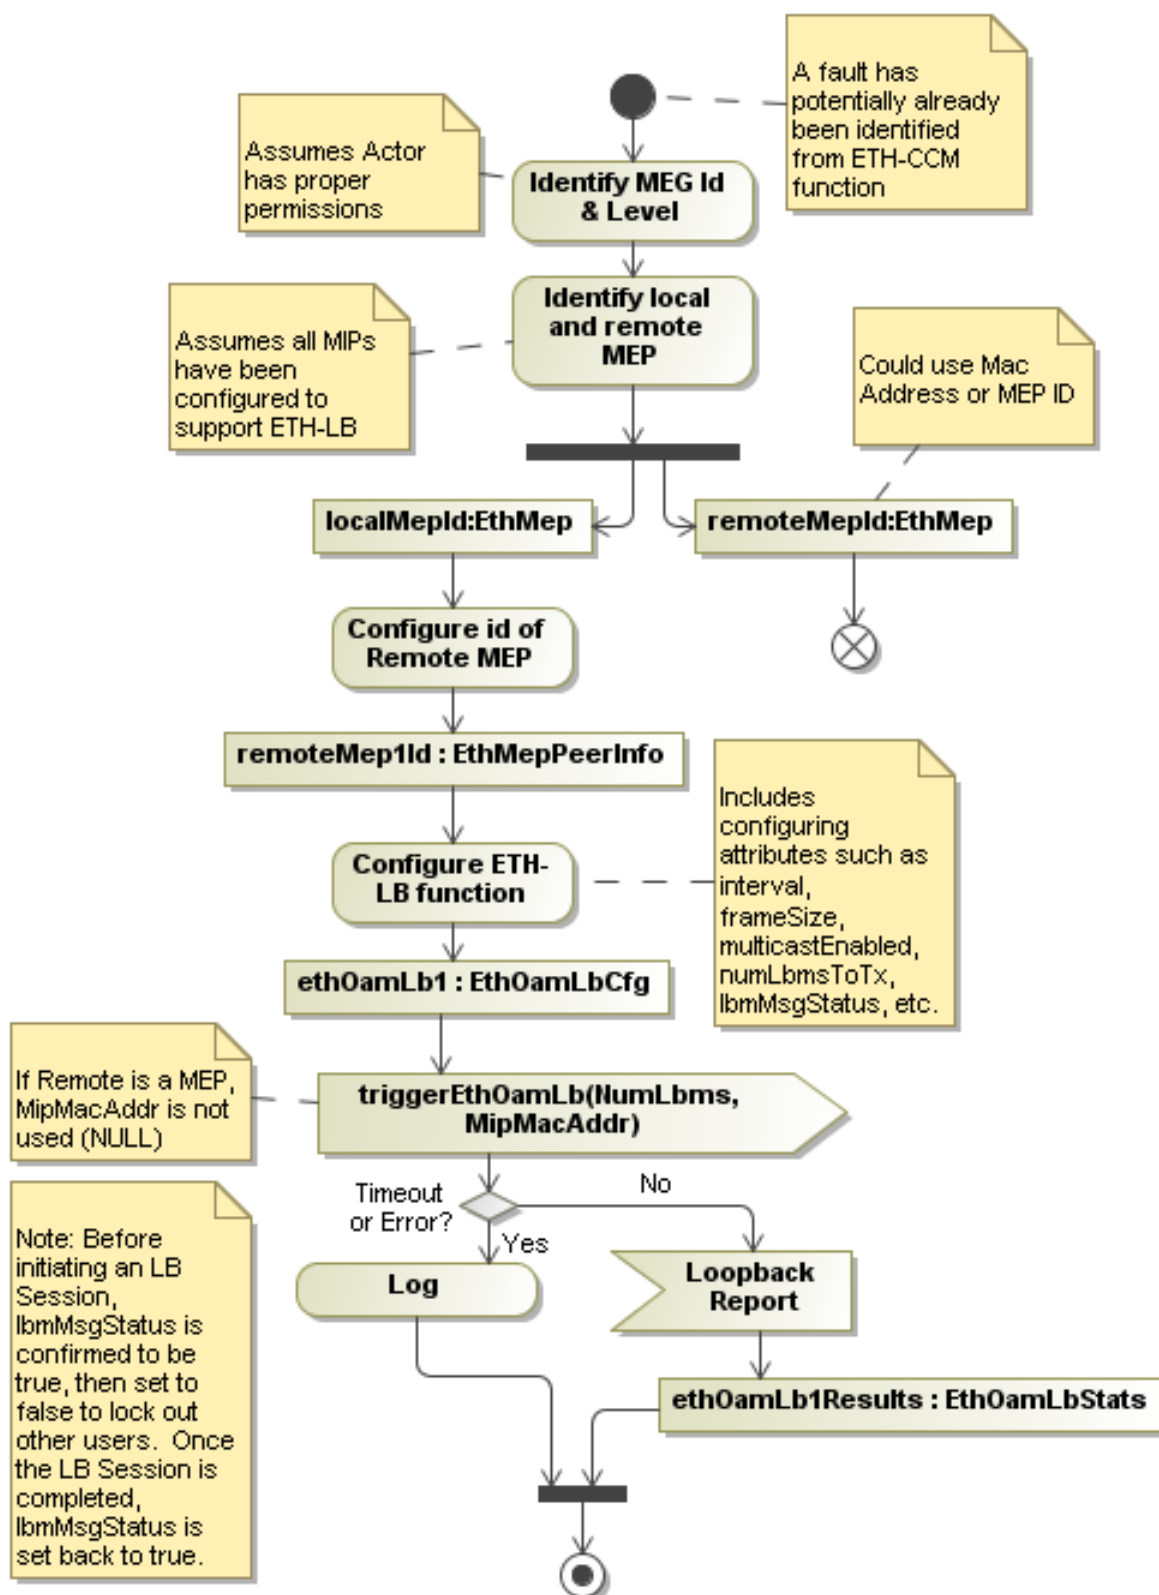 A fault has
potentially already
been identified
from ETH-CCM
function
Assumes Actor
has proper
permissions
Identify MEG Id
& Level
Identify local
and remote
MEP
Assumes all MIPs
have been
configured to
support ETH-LB
Could use Mac
Address or MEP ID
localMepId:EthMep
remoteMepId:EthMep
Configure id of
Remote MEP
remoteMep1Id : EthMepPeerInfo
Includes
configuring
attributes such as
interval,
frameSize,
multicastEnabled,
numLbmsToTx,
lbmMsgStatus, etc.
Configure ETH-
LB function
ethOamLb1 : EthOamLbCfg
If Remote is a MEP,
MipMacAddr is not
used (NULL)
triggerEthOamLb(NumLbms,
MipMacAddr)
Timeout
or Error?
No
Yes
Note: Before
initiating an LB
Session,
lbmMsgStatus is
confirmed to be
true, then set to
false to lock out
other users.  Once
the LB Session is
completed,
lbmMsgStatus is
set back to true.
Log
Loopback
Report
ethOamLb1Results : EthOamLbStats